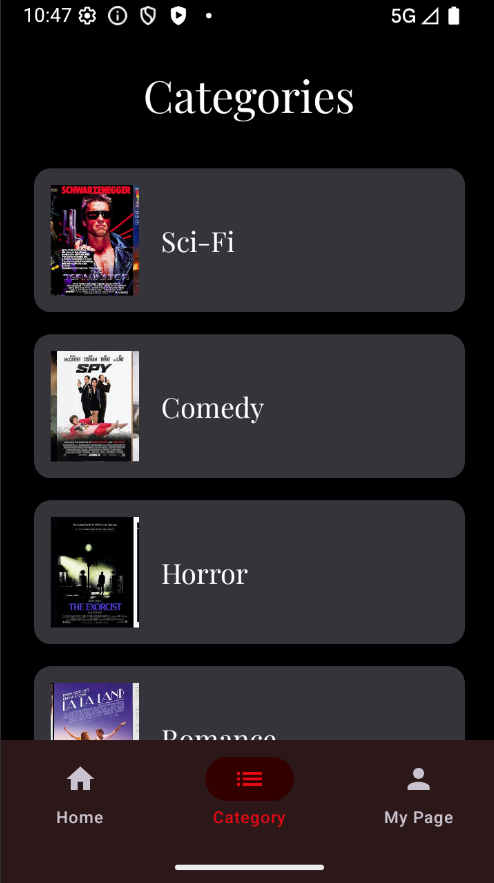 10:47
5G
Categories
SCHWARZENEGGER
TERMINATOR
Sci-Fi
SPY
Comedy
THE EXORCIST
Horror
LA LA LAND
Romance
Home
Category
My Page